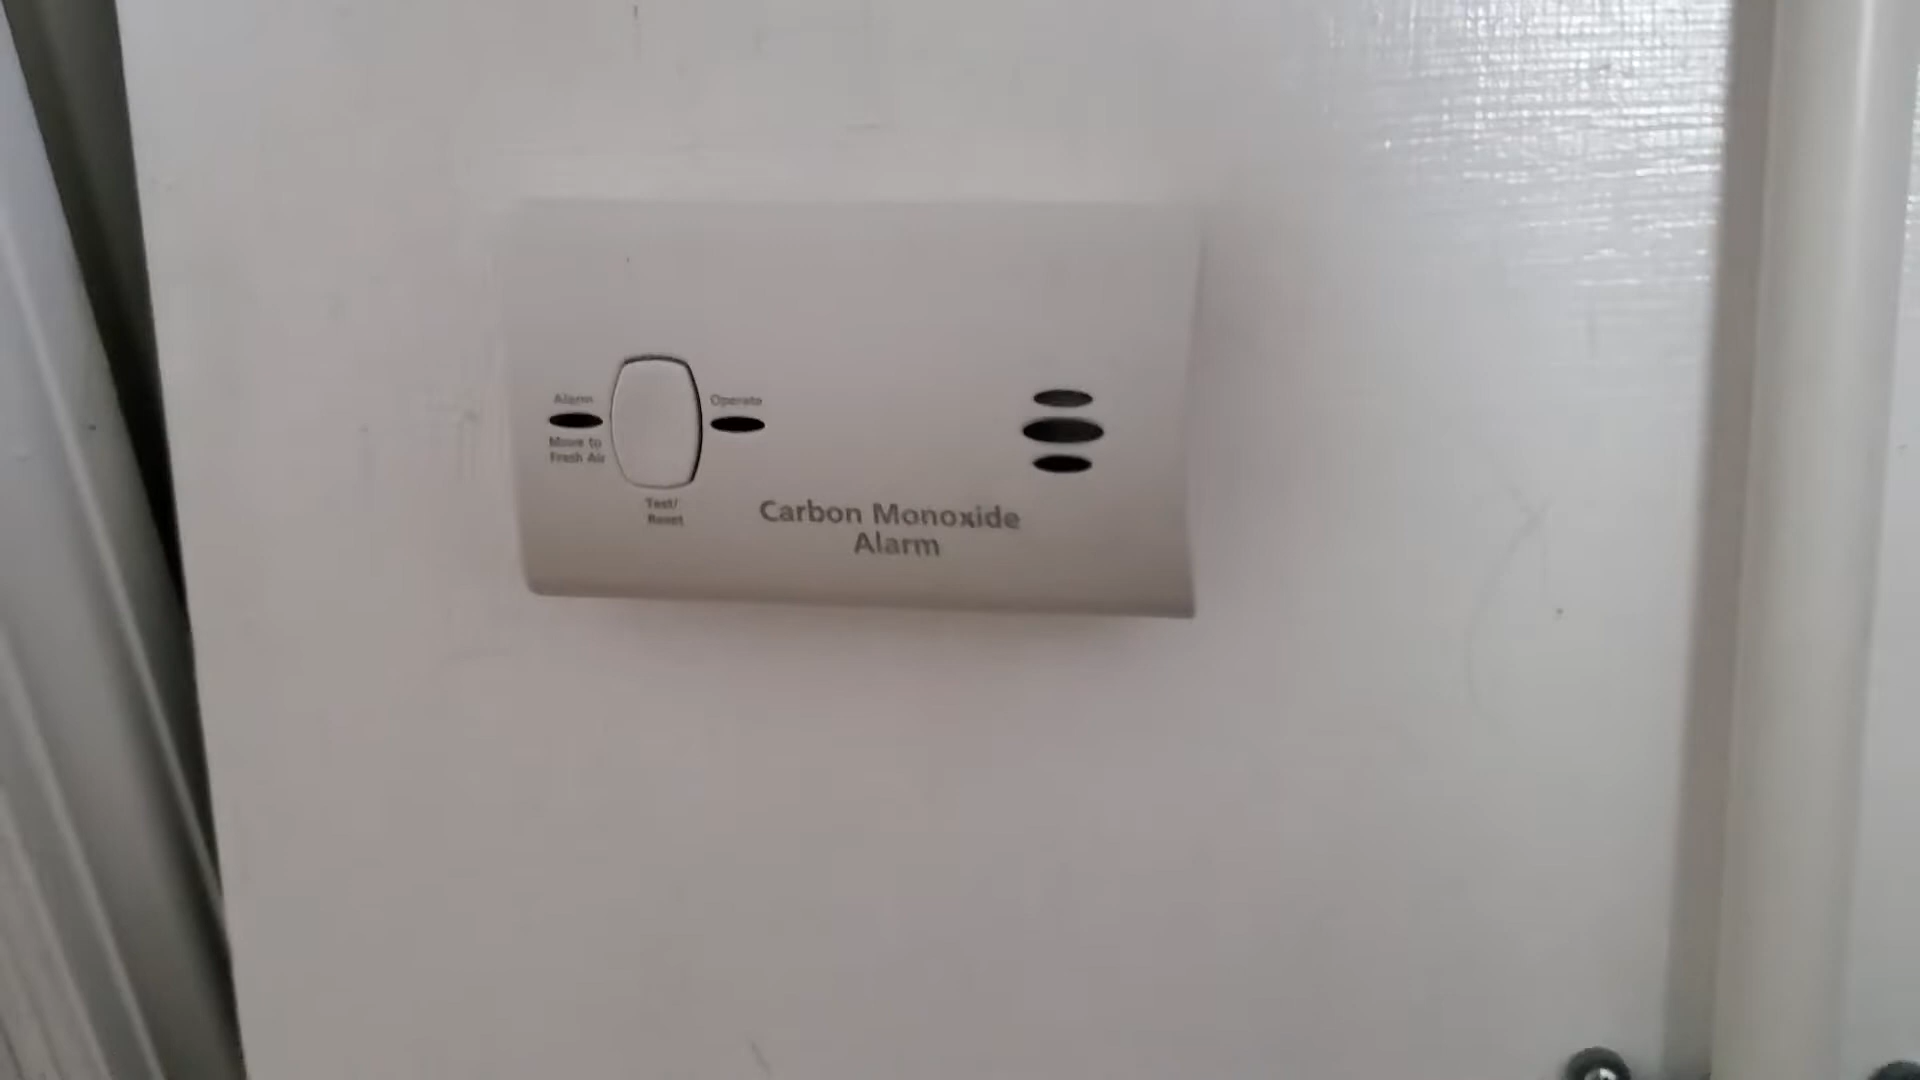 Alarm
Move to
Fresh Air
Operate
Test/
Reset
Carbon Monoxide
Alarm